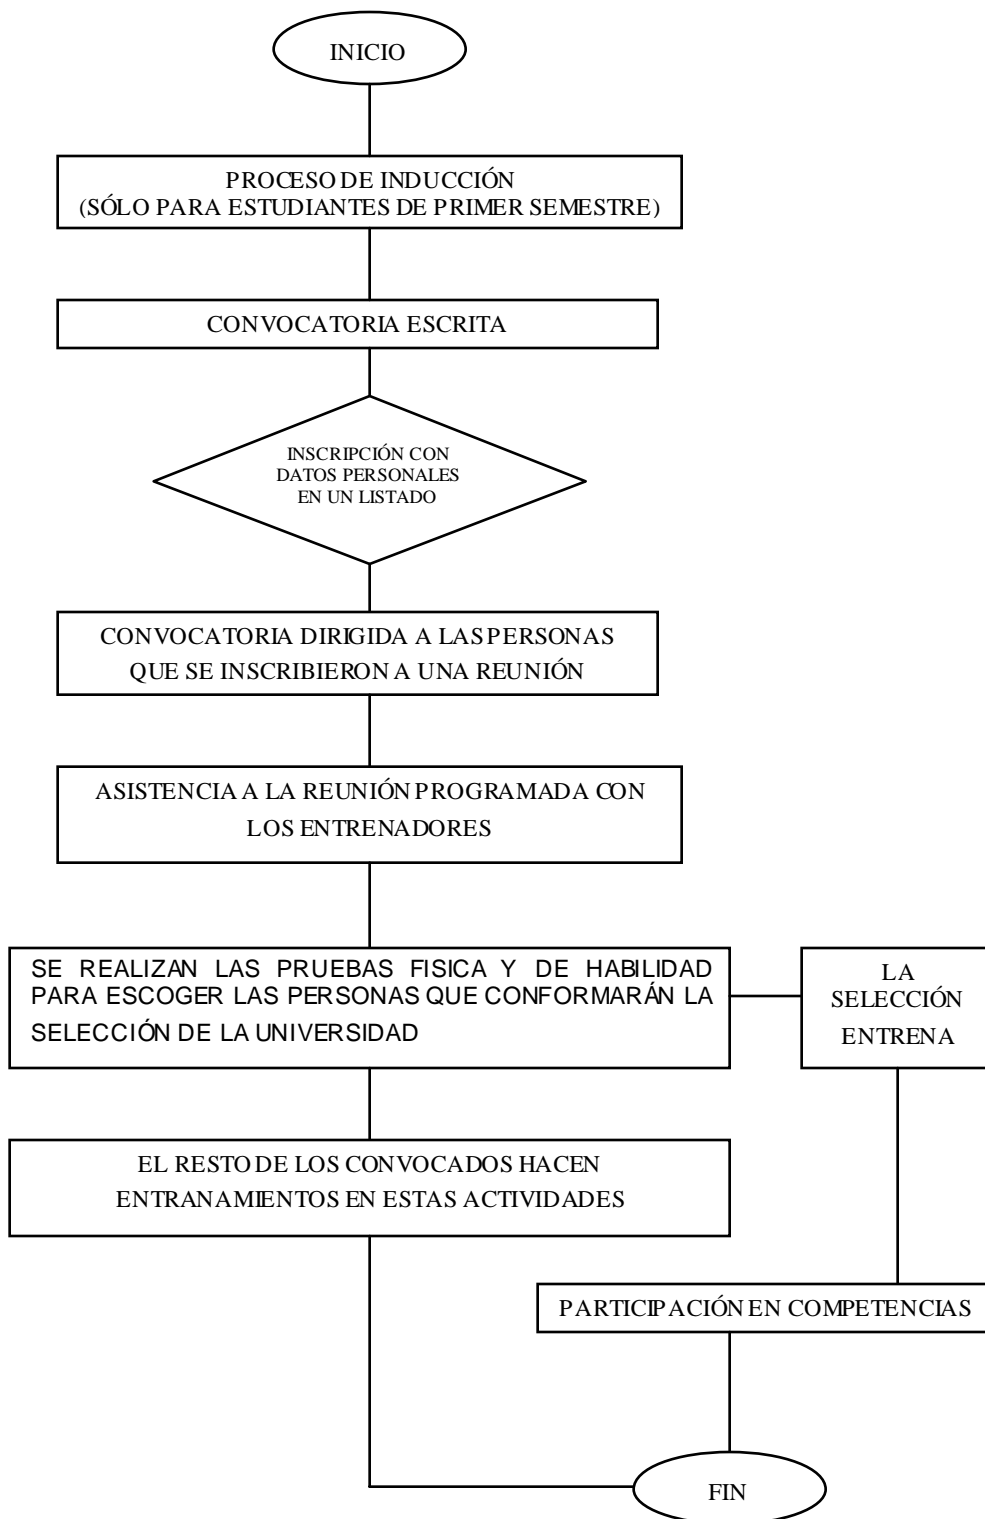 INICIO
PROCESO DE INDUCCIÓN
(SÓLO PARA ESTUDIANTES DE PRIMER SEMESTRE)
CONVOCATORIA ESCRITA
INSCRIPCIÓN CON
DATOS PERSONALES
EN UN LISTADO
CONVOCATORIA DIRIGIDA A LAS PERSONAS
QUE SE INSCRIBIERON A UNA REUNIÓN
ASISTENCIA A LA REUNIÓN PROGRAMADA CON
LOS ENTRENADORES
SE REALIZAN LAS PRUEBAS FISICA Y DE HABILIDAD
PARA ESCOGER LAS PERSONAS QUE CONFORMARÁN LA
SELECCIÓN DE LA UNIVERSIDAD
LA
SELECCIÓN
ENTRENA
EL RESTO DE LOS CONVOCADOS HACEN
ENTRANAMIENTOS EN ESTAS ACTIVIDADES
PARTICIPACIÓN EN COMPETENCIAS
FIN